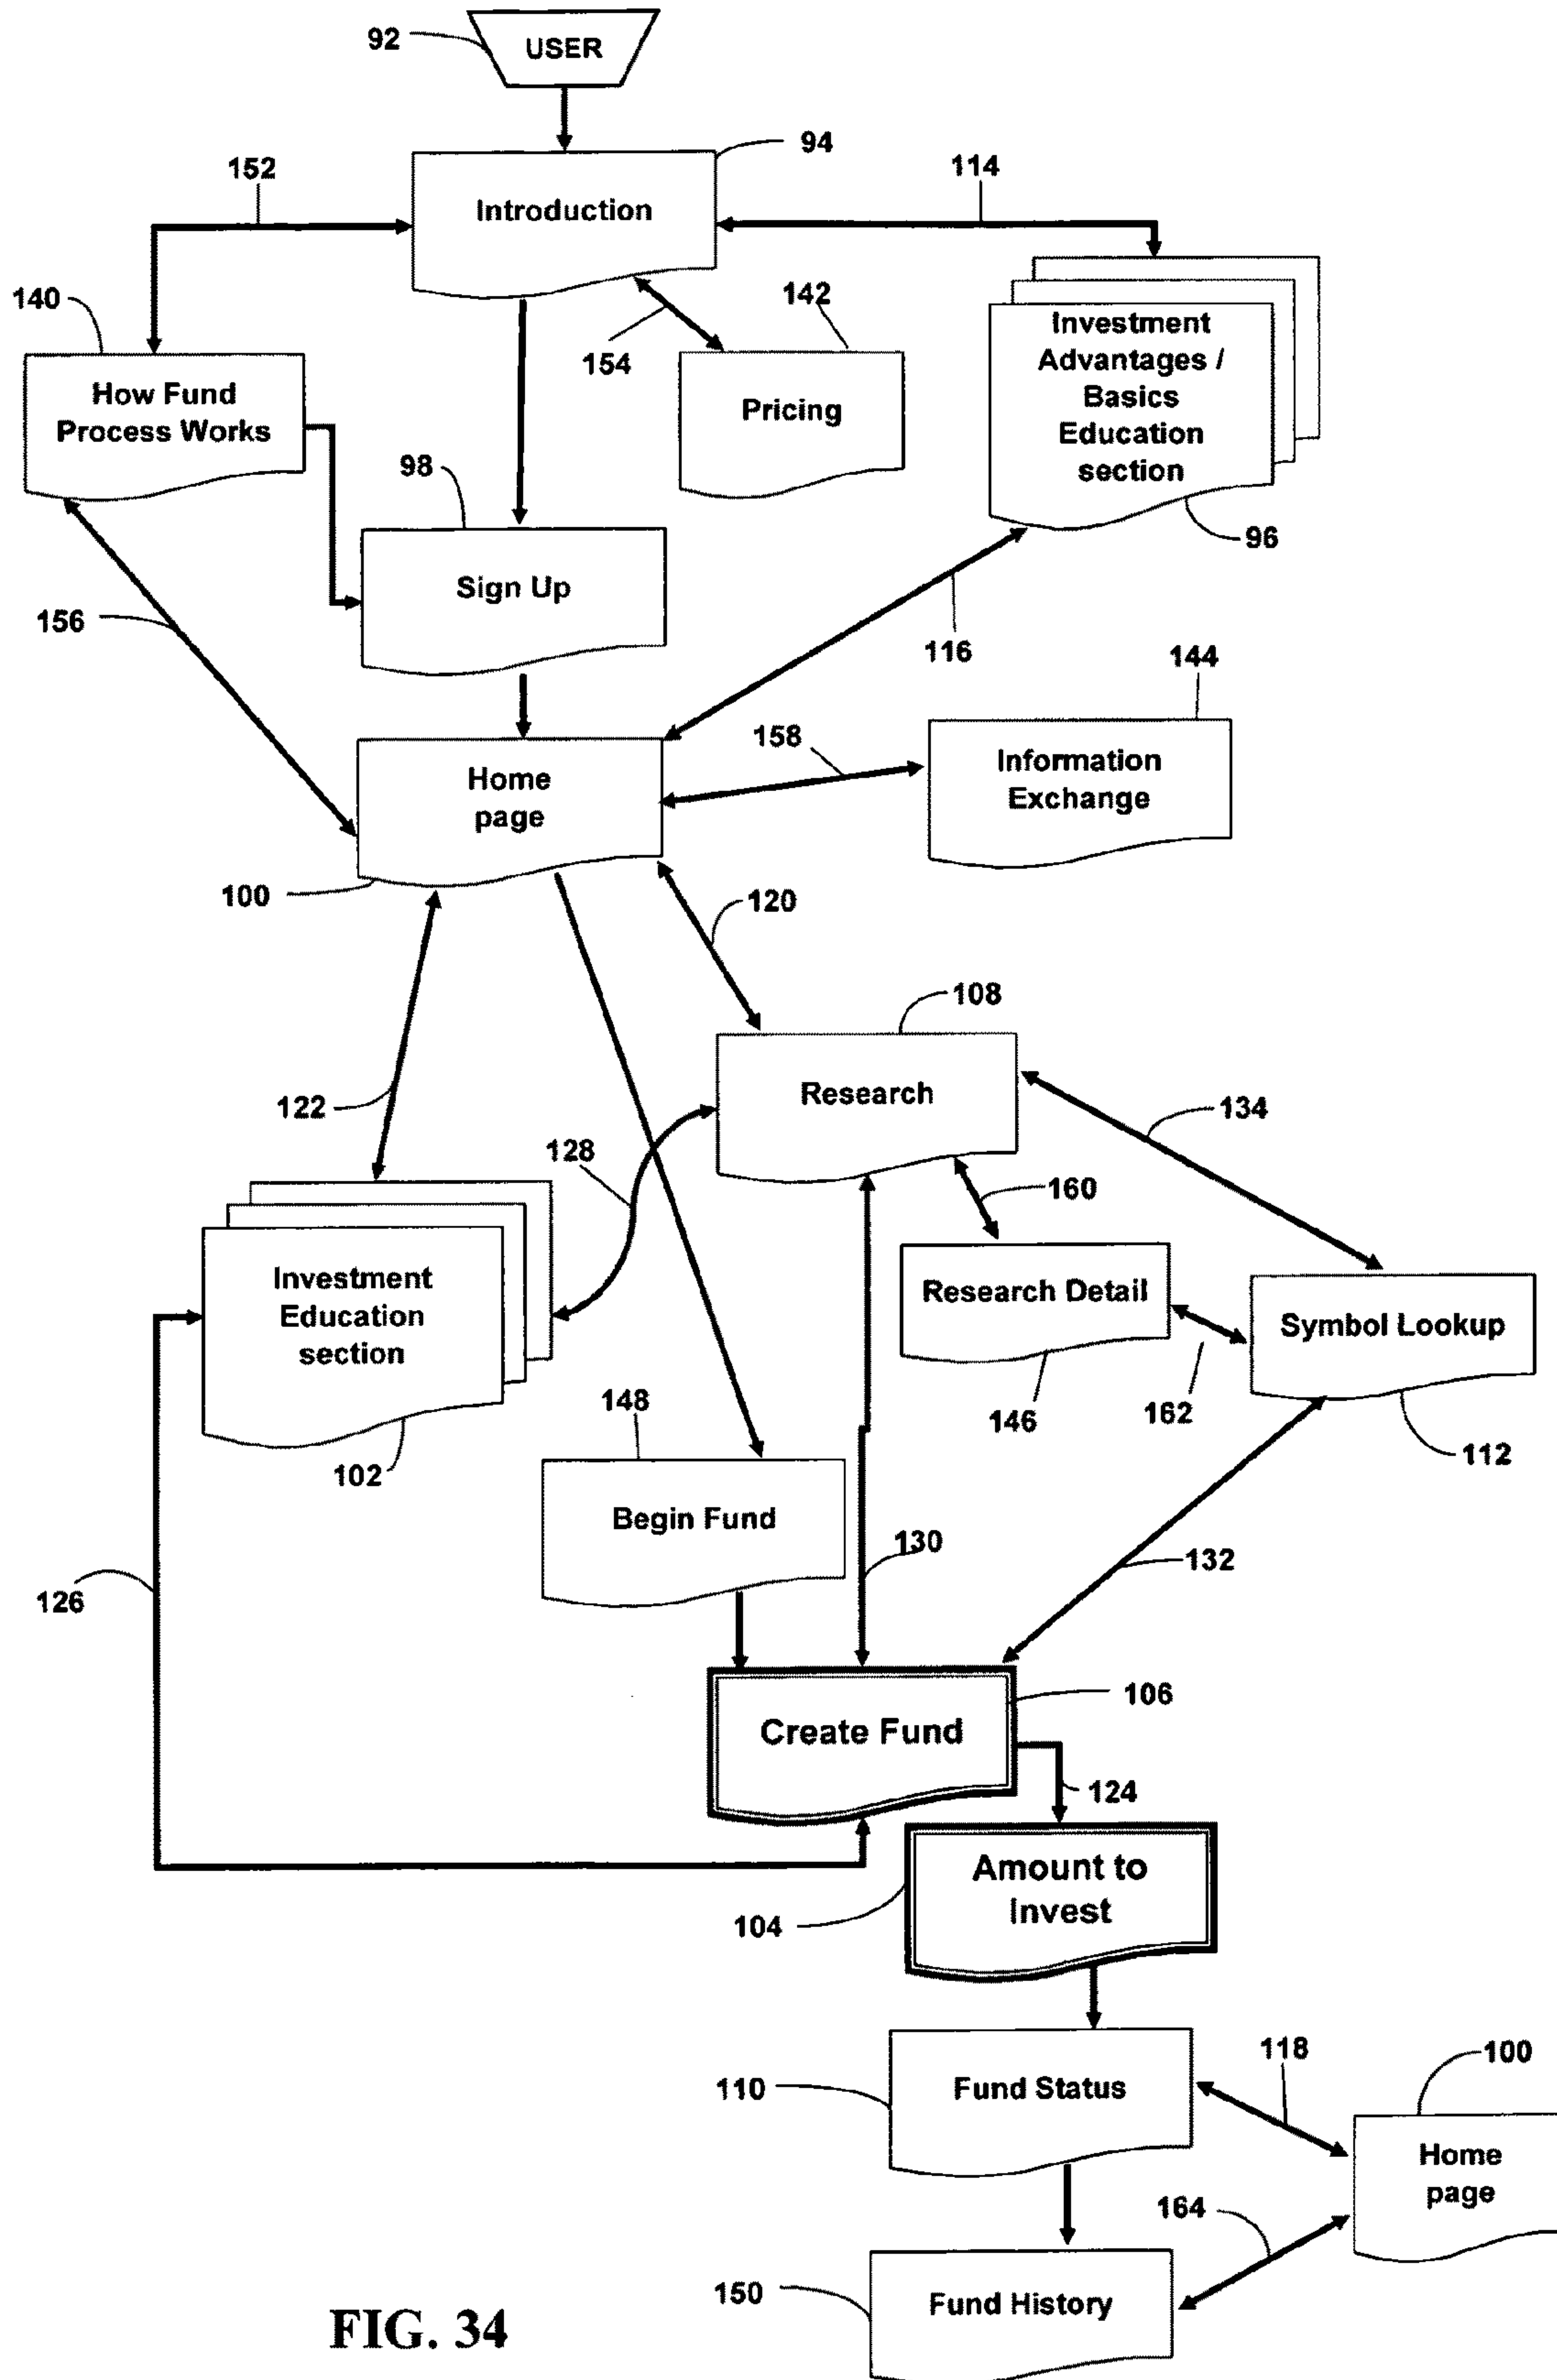 92
USER
94
152
114
Introduction
140
142
154
How Fund
Process Works
Pricing
Investment
Advantages /
Basics
Education
section
98
96
Sign Up
156
116
144
158
Home
page
Information
Exchange
100
120
108
Research
122
134
128
160
Investment
Education
section
Research Detail
Symbol Lookup
148
146
162
102
112
Begin Fund
130
132
126
106
Create Fund
124
Amount to
Invest
104
118
100
110
Fund Status
Home
page
164
150
Fund History
FIG. 34